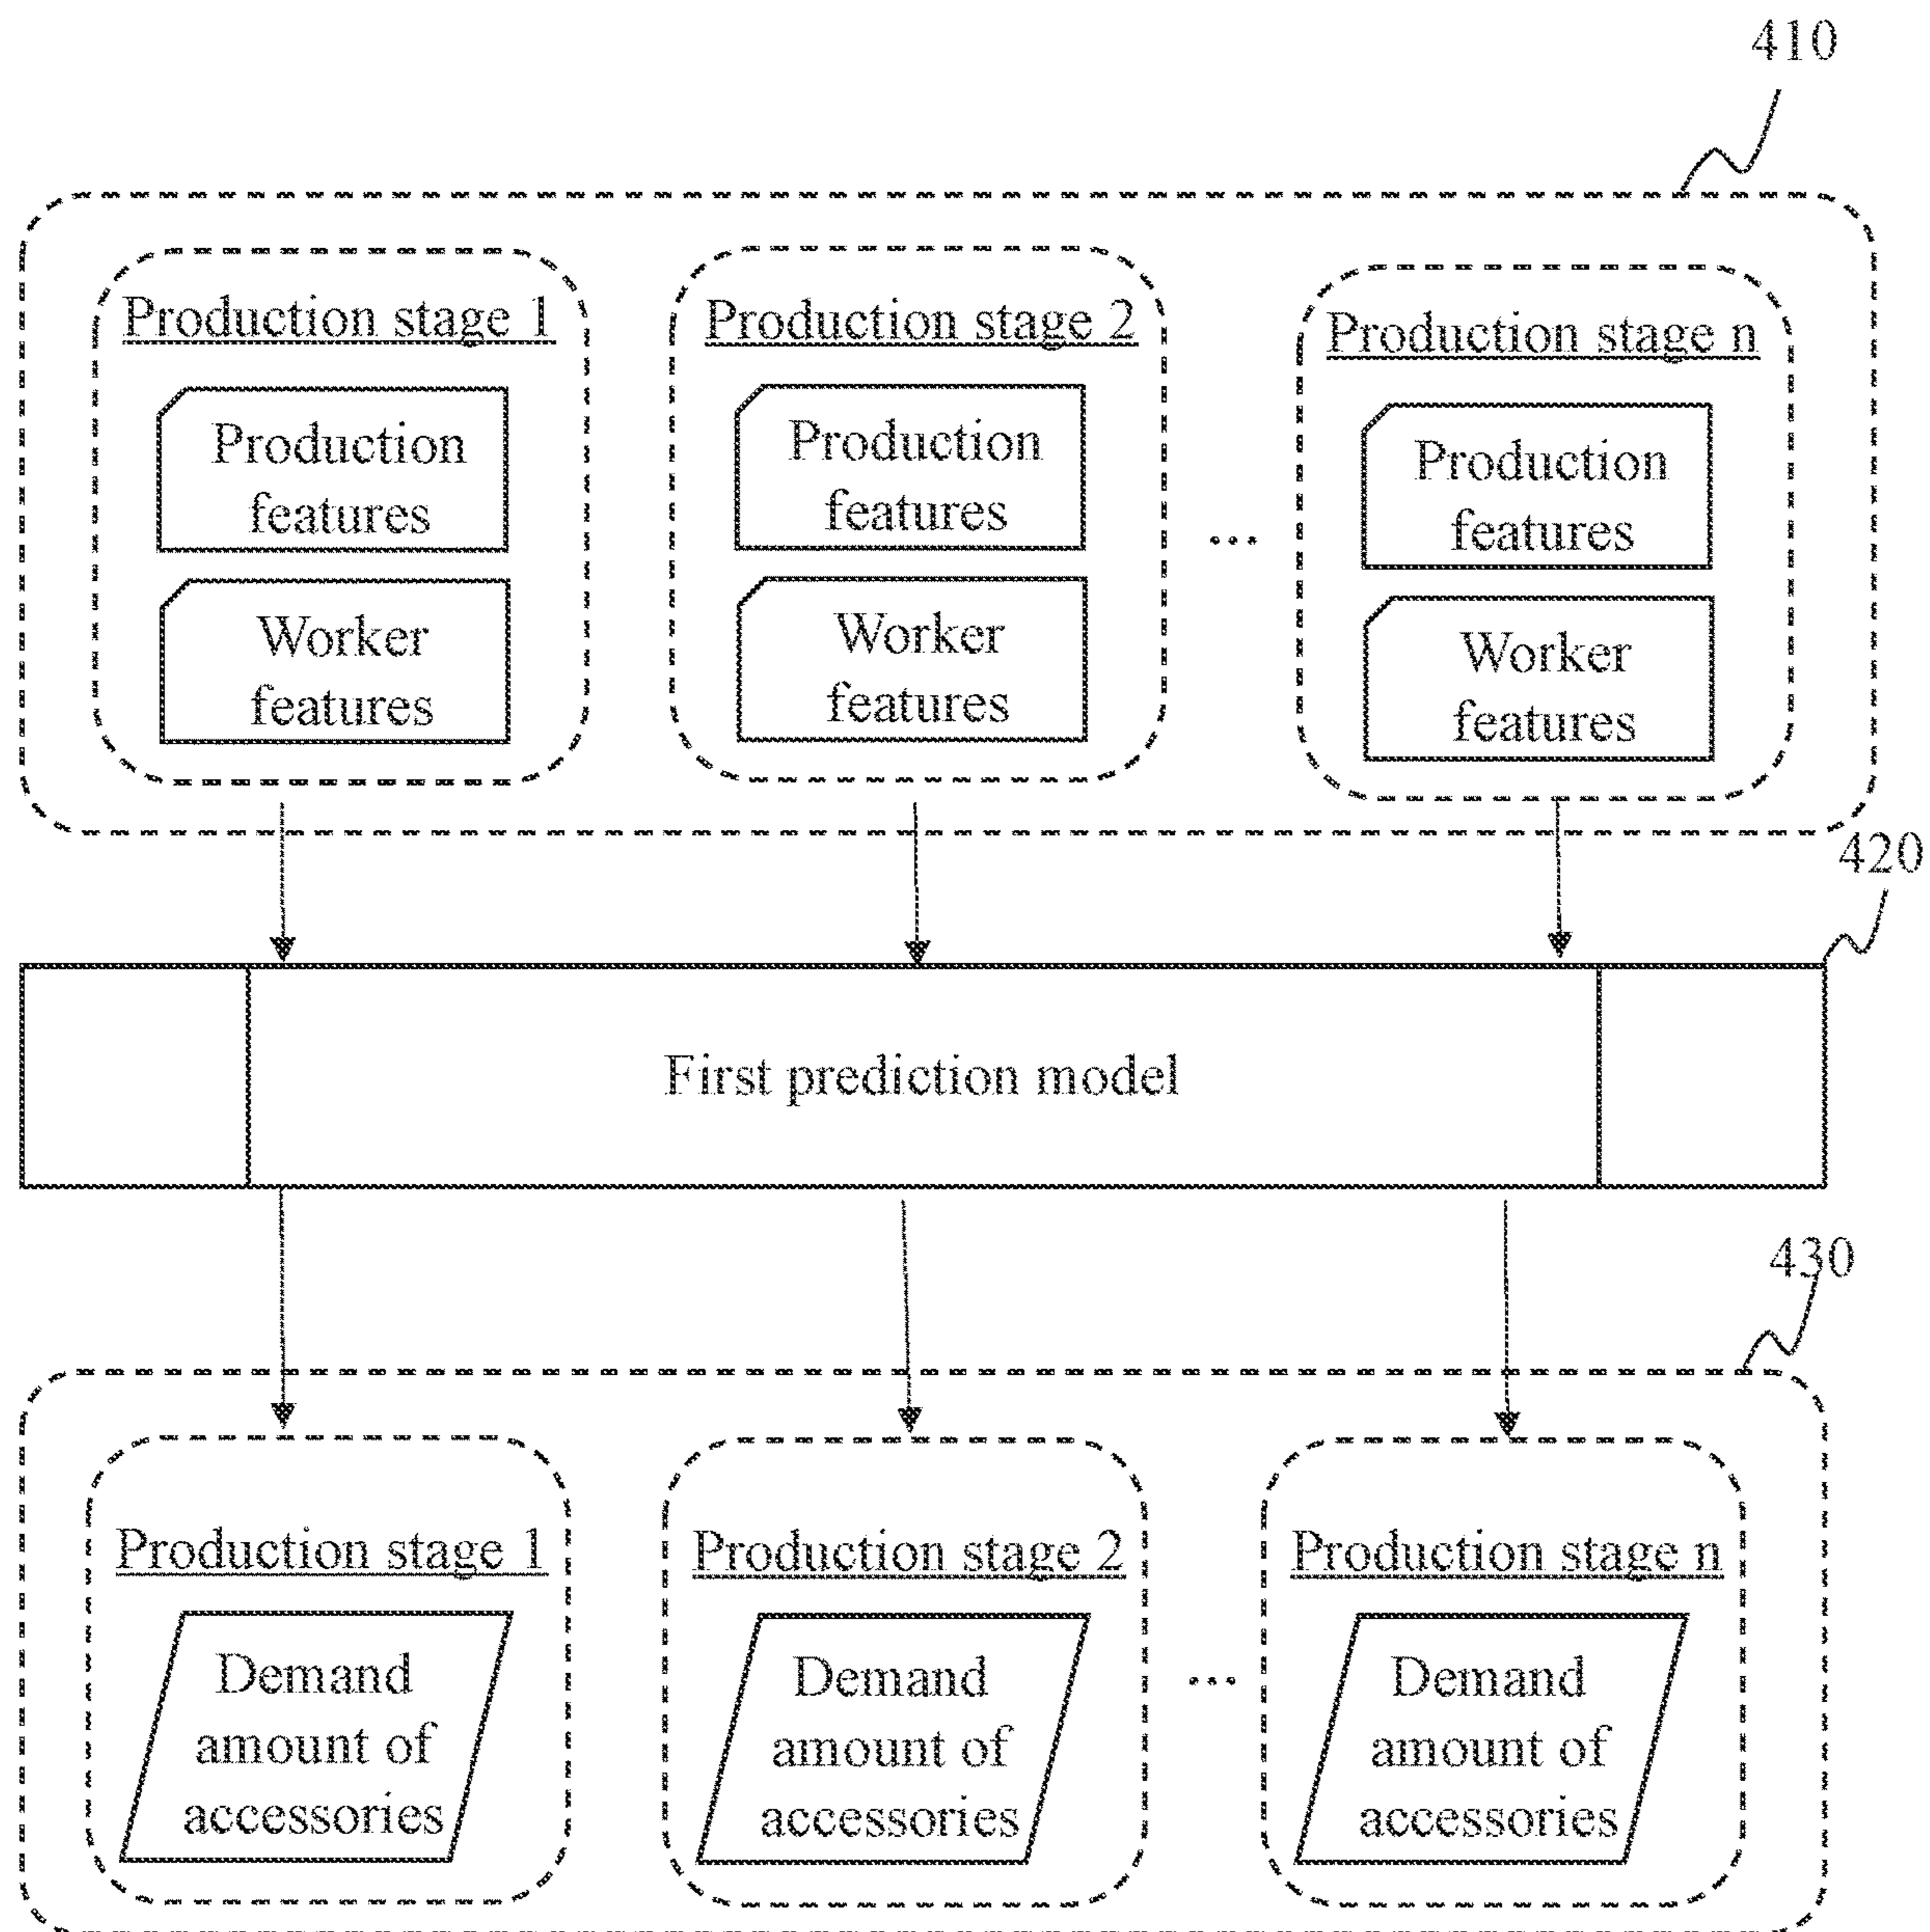 410
Production stage 1
Production
features
Worker
features
Production stage 2
Production
features
Worker
features
...
Production stage n
Production
features
Worker
features
420
First prediction model
430
Production stage 1
Demand
amount of
accessories
Production stage 2
Demand
amount of
accessories
...
Production stage n
Demand
amount of
accessories